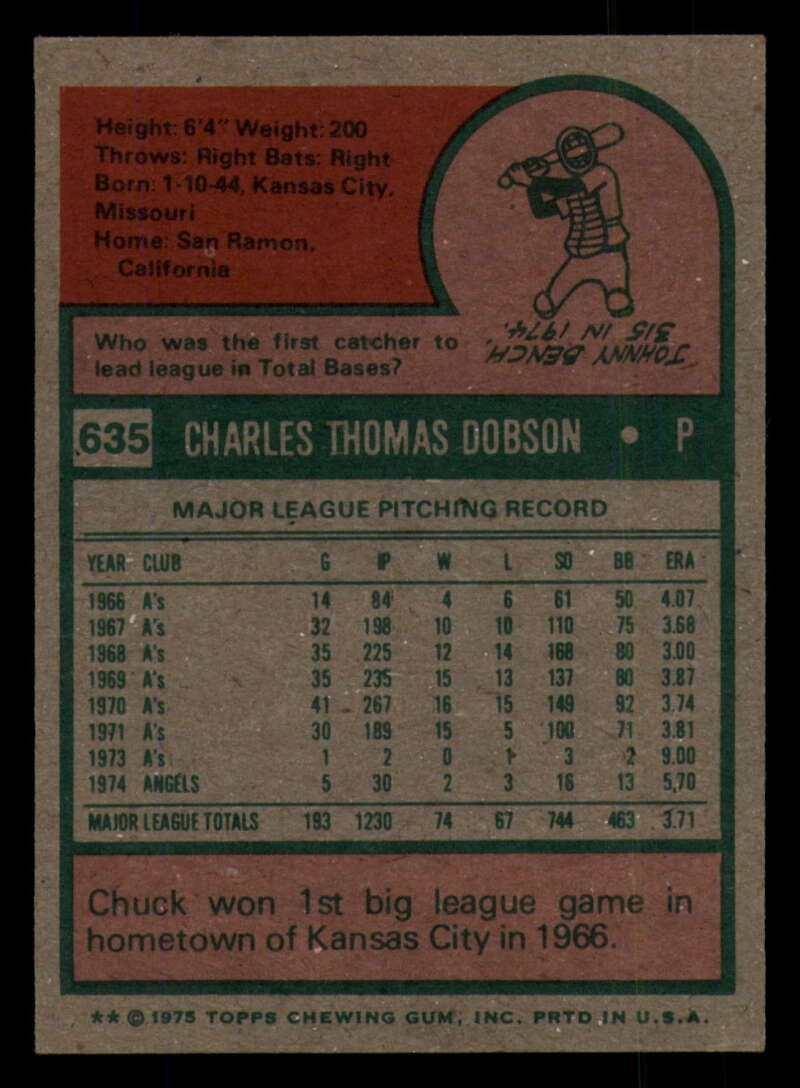 Height: 6'4" Weight: 200
Throws: Right Bats: Right
Born: 1-10-44, Kansas City,
Missouri
Home: San Ramon,
California
Who was the first catcher to
lead league in Total Bases?
JOHNNY BENCH,
315 IN 1974.
635 CHARLES THOMAS DOBSON • P
MAJOR LEAGUE PITCHING RECORD
YEAR CLUB G IP W L SO BB ERA
1966 A's 14 84 4 6 61 50 4.07
1967 A's 32 198 10 10 110 75 3.68
1968 A's 35 225 12 14 168 80 3.00
1969 A's 35 235 15 13 137 80 3.87
1970 A's 41 267 16 15 149 92 3.74
1971 A's 30 189 15 5 100 71 3.81
1973 A's 1 2 0 1 3 2 9.00
1974 ANGELS 5 30 2 3 16 13 5.70
MAJOR LEAGUE TOTALS 193 1230 74 67 744 463 3.71
Chuck won 1st big league game in
hometown of Kansas City in 1966.
** © 1975 TOPPS CHEWING GUM, INC. PRTD IN U.S.A.